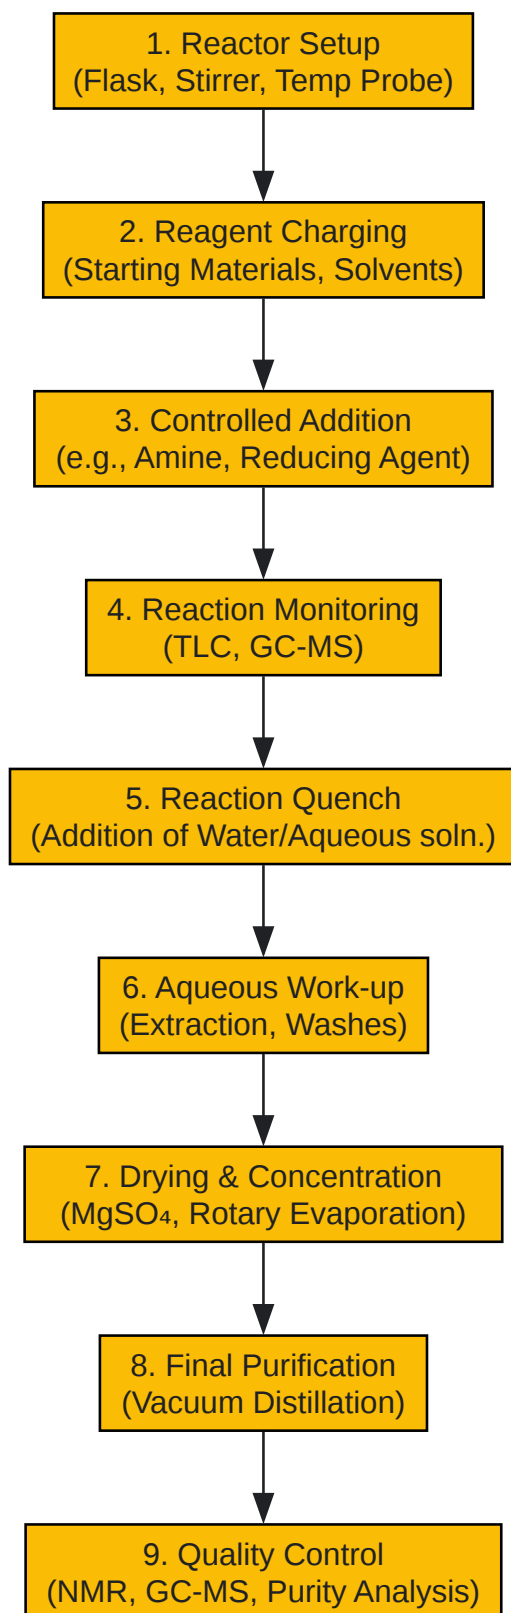 1. Reactor Setup
(Flask, Stirrer, Temp Probe)
2. Reagent Charging
(Starting Materials, Solvents)
3. Controlled Addition
(e.g., Amine, Reducing Agent)
4. Reaction Monitoring
(TLC, GC-MS)
5. Reaction Quench
(Addition of Water/Aqueous soln.)
6. Aqueous Work-up
(Extraction, Washes)
7. Drying & Concentration
(MgSO₄, Rotary Evaporation)
8. Final Purification
(Vacuum Distillation)
9. Quality Control
(NMR, GC-MS, Purity Analysis)